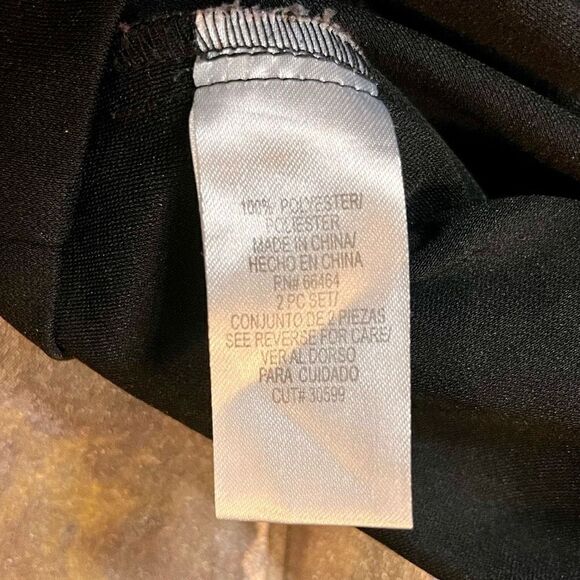 100% POLYESTER/
POLIESTER
MADE IN CHINA/
HECHO EN CHINA
RN# 66464
2 PC SET/
CONJUNTO DE 2 PIEZAS
SEE REVERSE FOR CARE/
VER AL DORSO
PARA CUIDADO
CUT# 30599